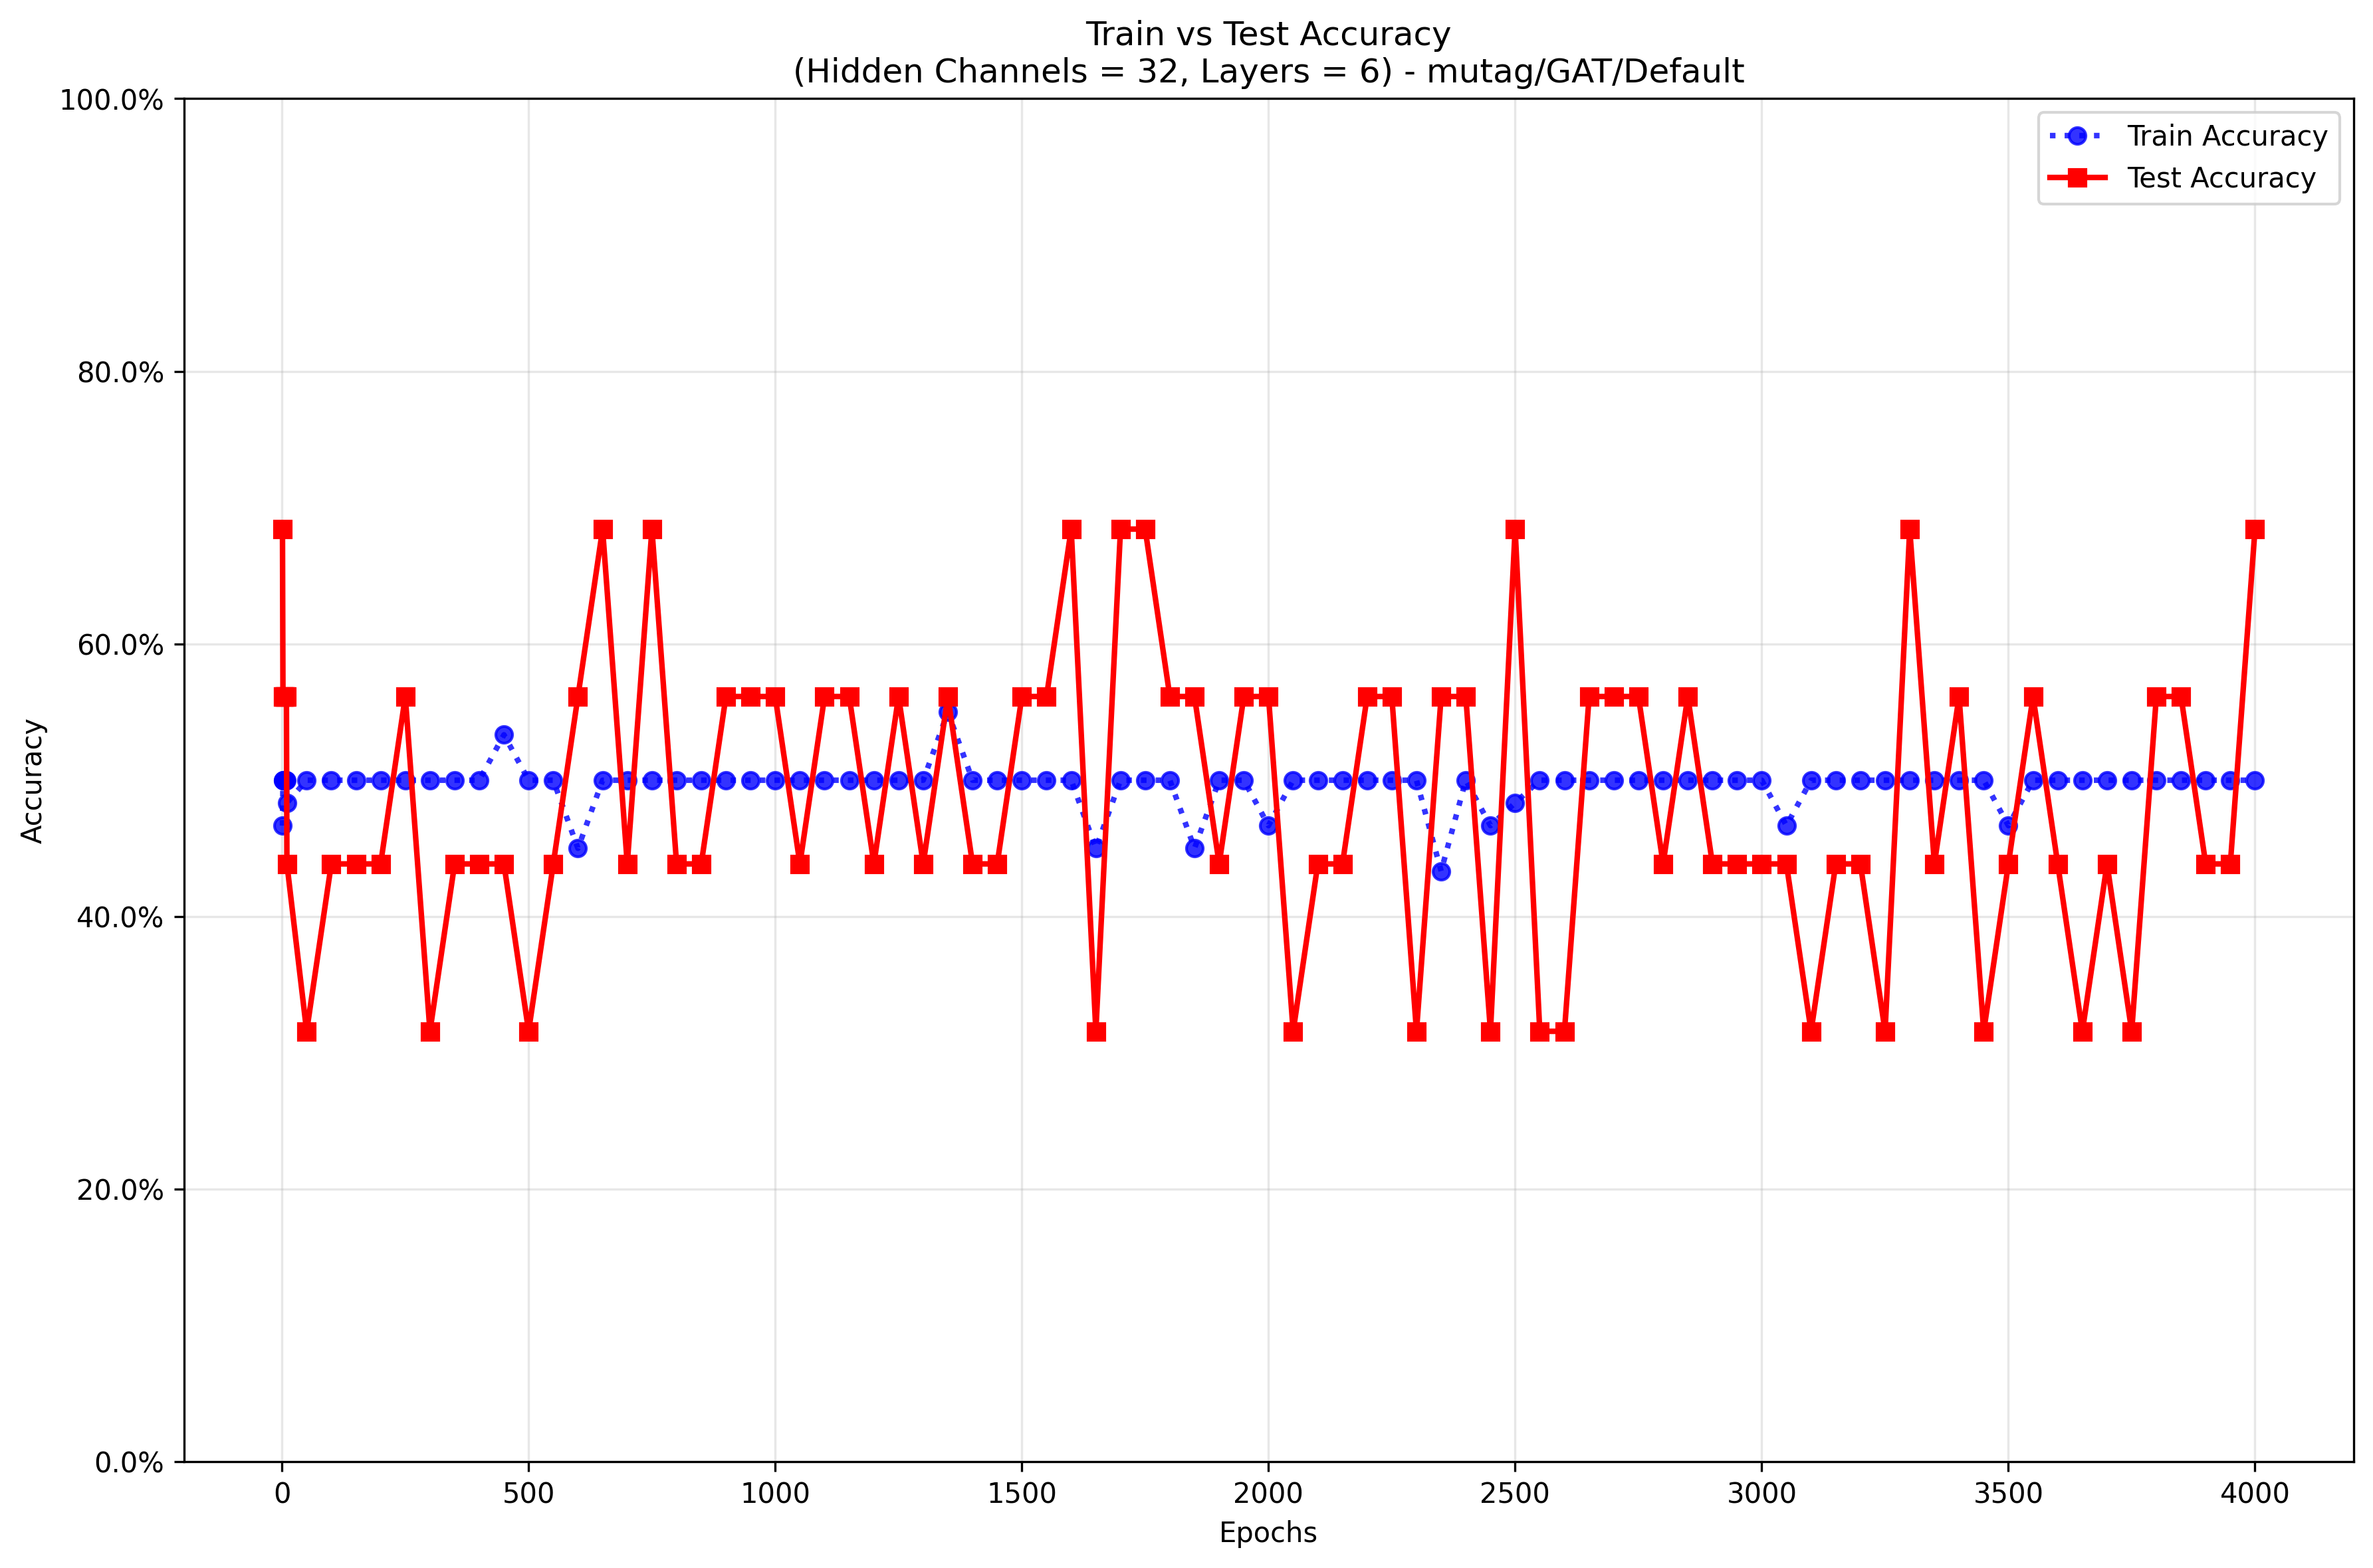 Train vs Test Accuracy
(Hidden Channels = 32, Layers = 6) - mutag/GAT/Default
100.0%
80.0%
60.0%
40.0%
20.0%
0.0%
Accuracy
Train Accuracy
Test Accuracy
0 500 1000 1500 2000 2500 3000 3500 4000
Epochs